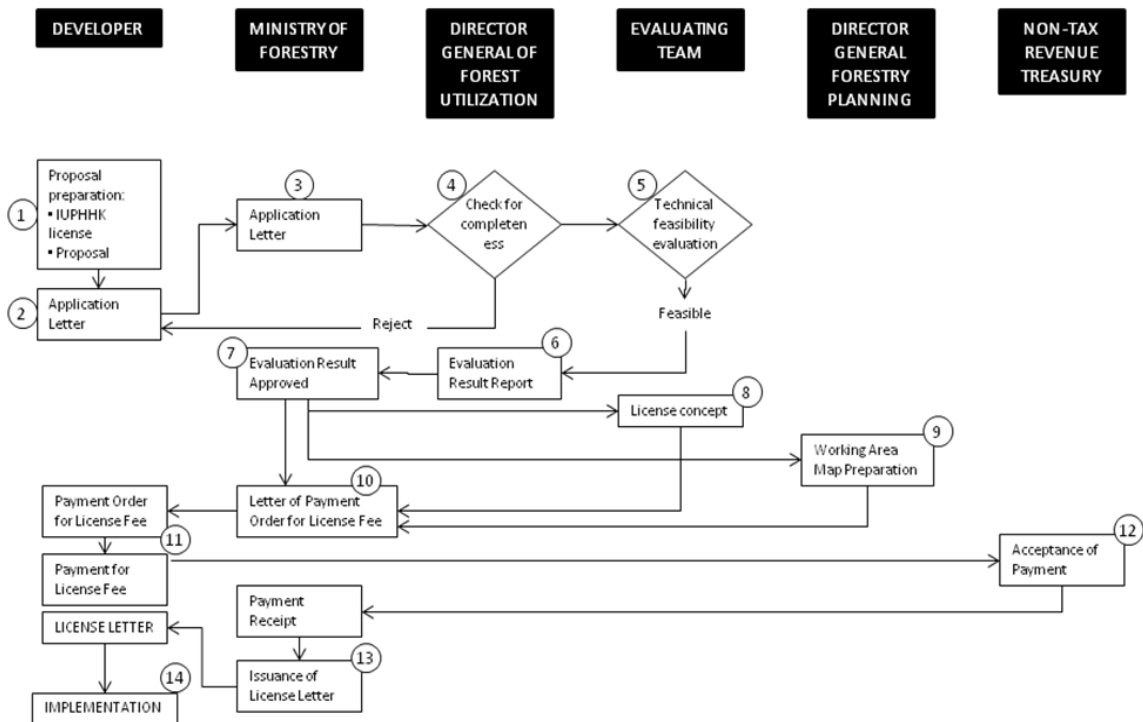 DEVELOPER
MINISTRY OF
FORESTRY
DIRECTOR
GENERAL OF
FOREST
UTILIZATION
EVALUATING
TEAM
DIRECTOR
GENERAL
FORESTRY
PLANNING
NON-TAX
REVENUE
TREASURY
1
Proposal
preparation:
▪ IUPHHK
license
▪ Proposal
2
Application
Letter
3
Application
Letter
4
Check for
completen
ess
5
Technical
feasibility
evaluation
Reject
Feasible
6
Evaluation
Result Report
7
Evaluation Result
Approved
8
License concept
9
Working Area
Map Preparation
10
Letter of Payment
Order for License Fee
Payment Order
for License Fee
11
Payment for
License Fee
12
Acceptance of
Payment
Payment
Receipt
13
Issuance of
License Letter
LICENSE LETTER
14
IMPLEMENTATION